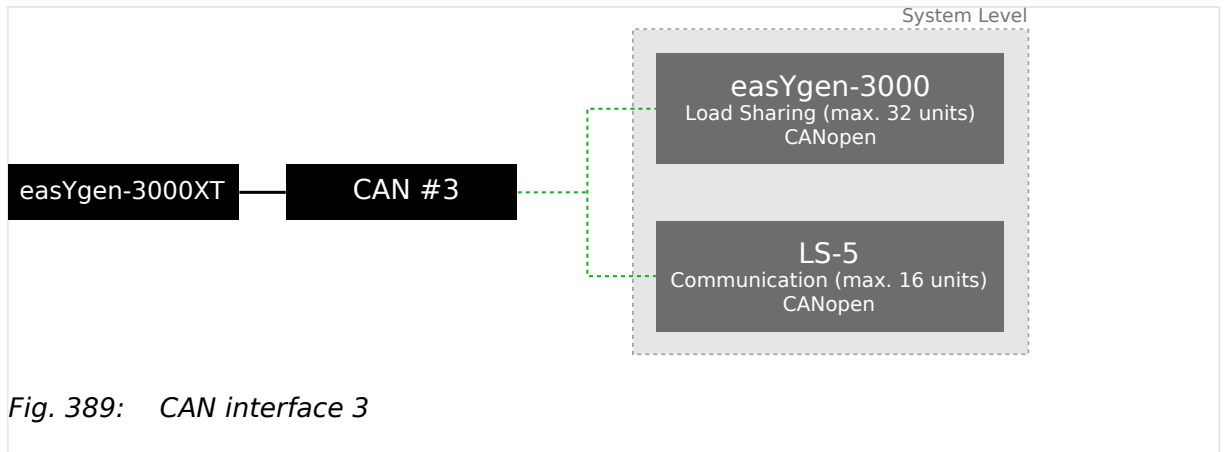 System Level
easYgen-3000
Load Sharing (max. 32 units)
CANopen
easYgen-3000XT
CAN #3
LS-5
Communication (max. 16 units)
CANopen
Fig. 389: CAN interface 3